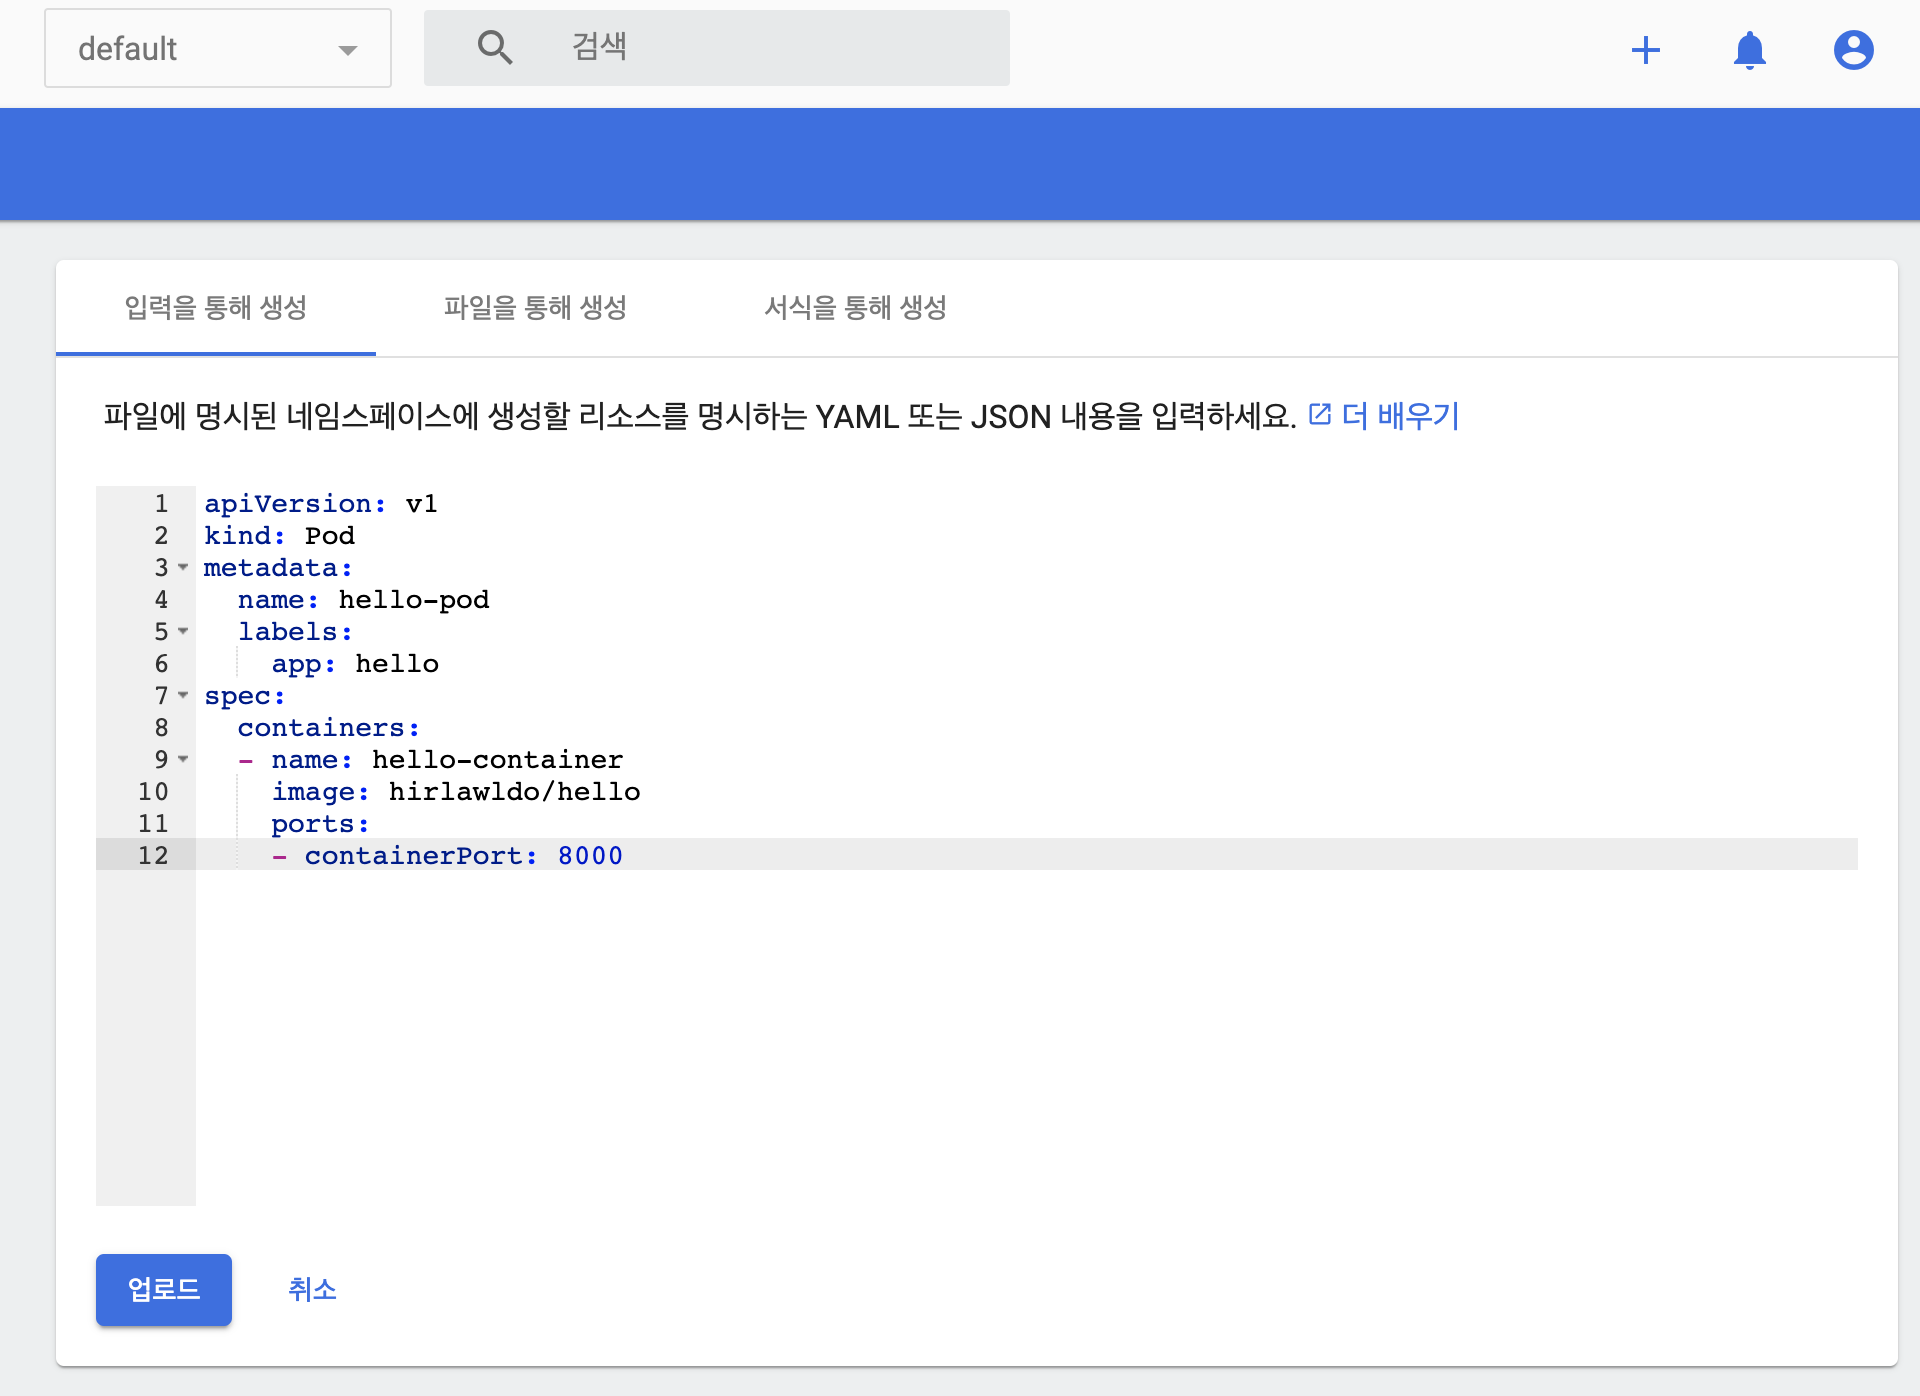 default
검색
입력을 통해 생성
파일을 통해 생성
서식을 통해 생성
파일에 명시된 네임스페이스에 생성할 리소스를 명시하는 YAML 또는 JSON 내용을 입력하세요. 더 배우기
1 apiVersion: v1
2 kind: Pod
3 metadata:
4   name: hello-pod
5   labels:
6     app: hello
7 spec:
8   containers:
9   - name: hello-container
10     image: hirlawldo/hello
11     ports:
12     - containerPort: 8000
업로드
취소